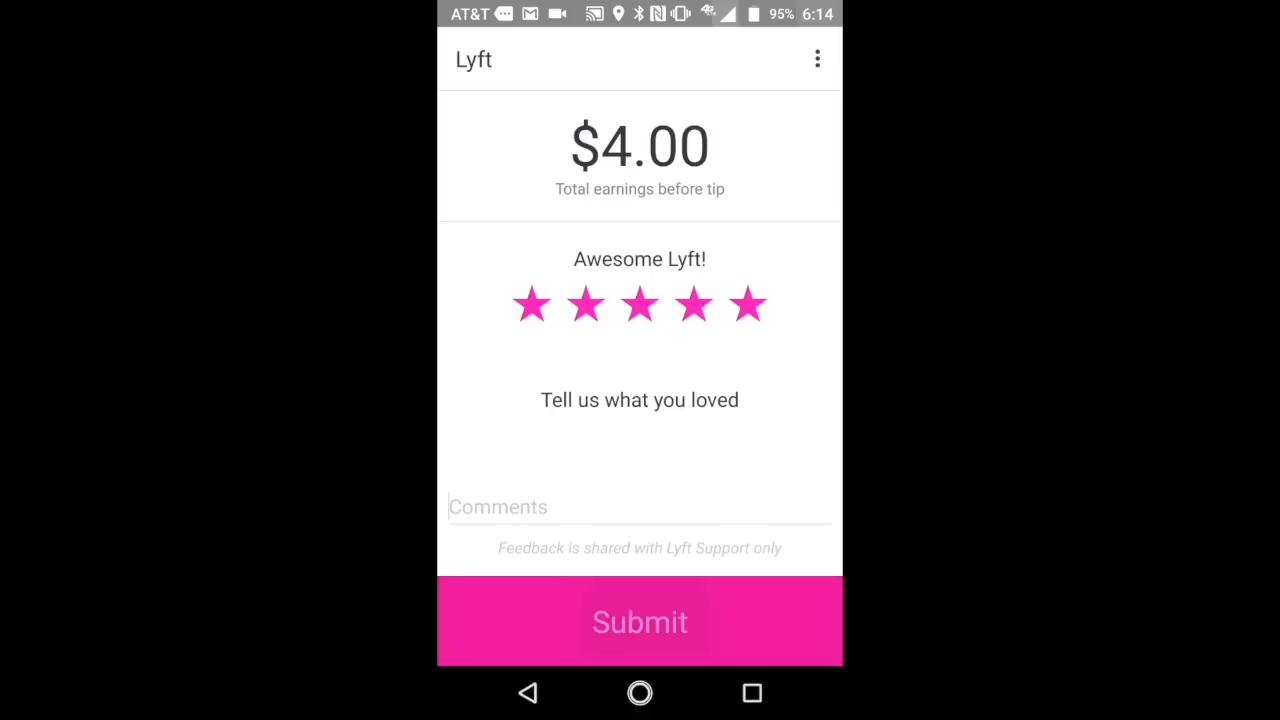 AT&T 95% 6:14
Lyft
$4.00
Total earnings before tip
Awesome Lyft!
Tell us what you loved
Comments
Feedback is shared with Lyft Support only
Submit